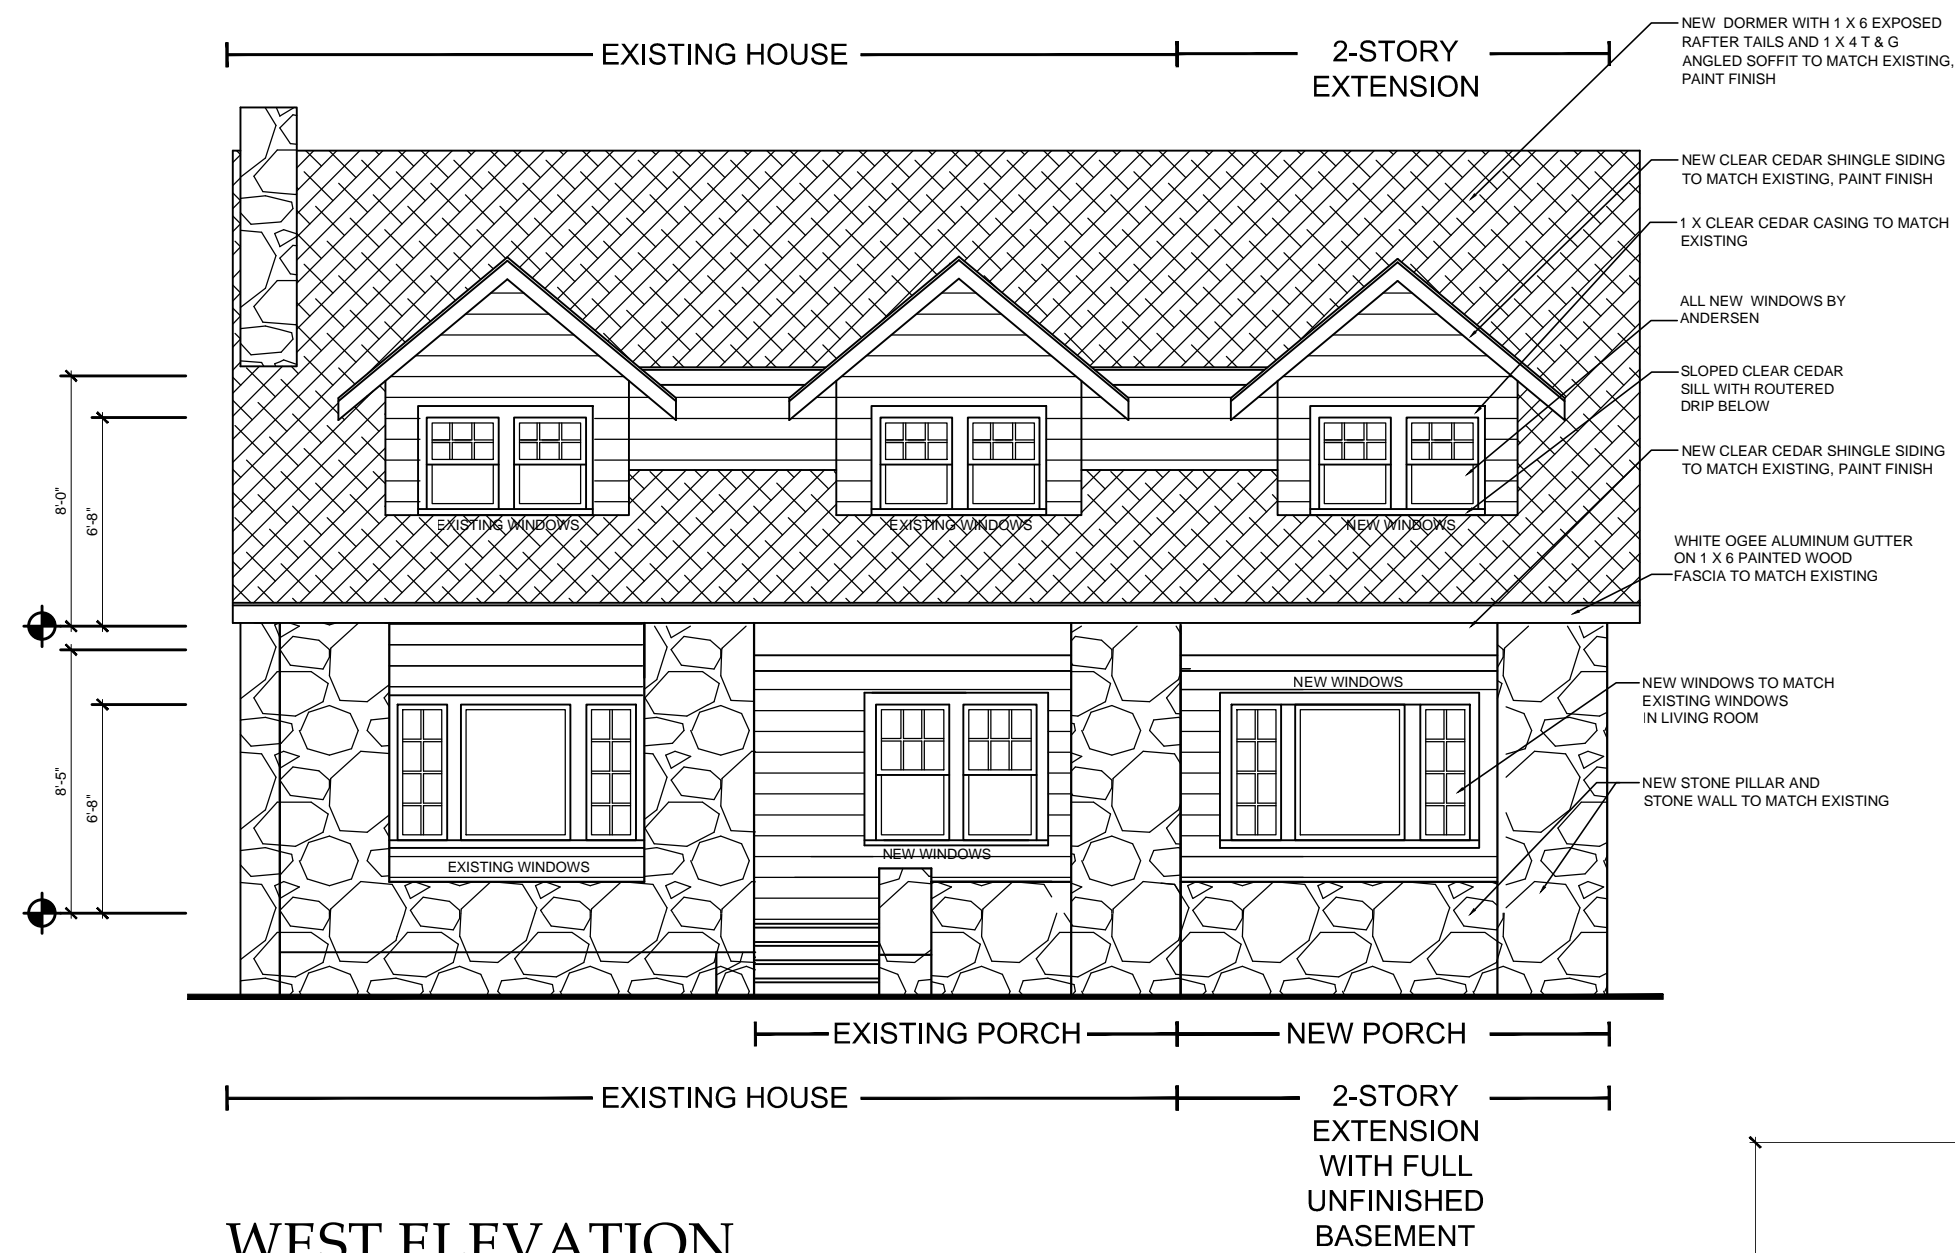 EXISTING HOUSE
2-STORY
EXTENSION
NEW DORMER WITH 1 X 6 EXPOSED
RAFTER TAILS AND 1 X 4 T & G
ANGLED SOFFIT TO MATCH EXISTING,
PAINT FINISH
NEW CLEAR CEDAR SHINGLE SIDING
TO MATCH EXISTING, PAINT FINISH
1 X CLEAR CEDAR CASING TO MATCH
EXISTING
ALL NEW WINDOWS BY
ANDERSEN
SLOPED CLEAR CEDAR
SILL WITH ROUTERED
DRIP BELOW
NEW CLEAR CEDAR SHINGLE SIDING
TO MATCH EXISTING, PAINT FINISH
WHITE OGEE ALUMINUM GUTTER
ON 1 X 6 PAINTED WOOD
FASCIA TO MATCH EXISTING
NEW WINDOWS TO MATCH
EXISTING WINDOWS
IN LIVING ROOM
NEW STONE PILLAR AND
STONE WALL TO MATCH EXISTING
8'-0"
6'-8"
EXISTING WINDOWS
EXISTING WINDOWS
NEW WINDOWS
8'-5"
6'-8"
NEW WINDOWS
EXISTING WINDOWS
NEW WINDOWS
EXISTING PORCH
NEW PORCH
EXISTING HOUSE
2-STORY
EXTENSION
WITH FULL
UNFINISHED
BASEMENT
WEST ELEVATION